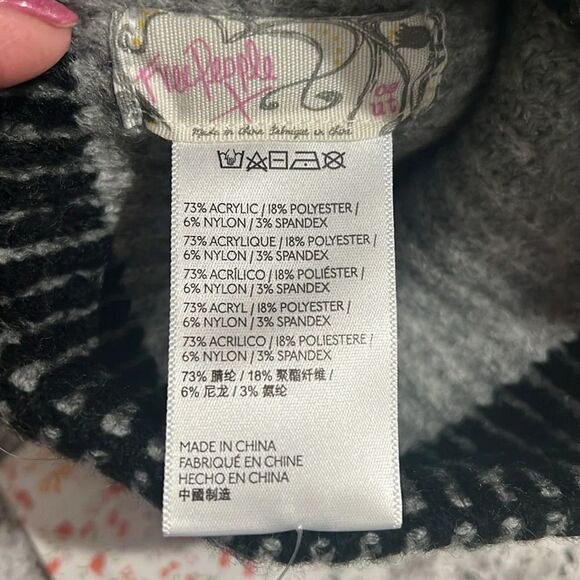 Free People
os
ut
Made in China Fabriqué en Chine
73% ACRYLIC / 18% POLYESTER /
6% NYLON / 3% SPANDEX
73% ACRYLIQUE / 18% POLYESTER /
6% NYLON / 3% SPANDEX
73% ACRÍLICO / 18% POLIÉSTER /
6% NYLON / 3% SPANDEX
73% ACRYL / 18% POLYESTER /
6% NYLON / 3% SPANDEX
73% ACRILICO / 18% POLIESTERE /
6% NYLON / 3% SPANDEX
73% 腈纶 / 18% 聚酯纤维 /
6% 尼龙 / 3% 氨纶
MADE IN CHINA
FABRIQUÉ EN CHINE
HECHO EN CHINA
中國制造